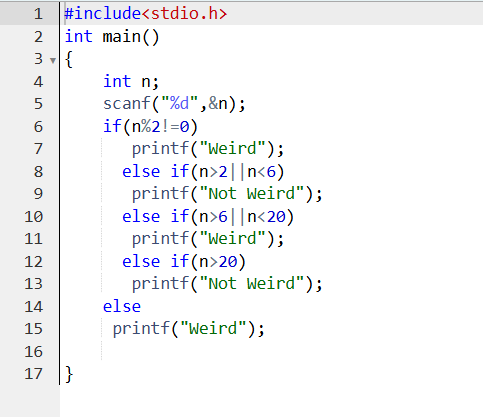 1 #include<stdio.h>
2 int main()
3 {
4 int n;
5 scanf("%d",&n);
6 if(n%2!=0)
7 printf("Weird");
8 else if(n>2||n<6)
9 printf("Not Weird");
10 else if(n>6||n<20)
11 printf("Weird");
12 else if(n>20)
13 printf("Not Weird");
14 else
15 printf("Weird");
16
17 }